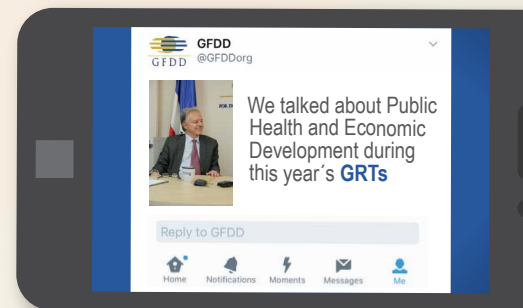 GFDD
GFDD
@GFDDorg
We talked about Public
Health and Economic
Development during
this year´s GRTs
Reply to GFDD
Home
Notifications
Moments
Messages
Me